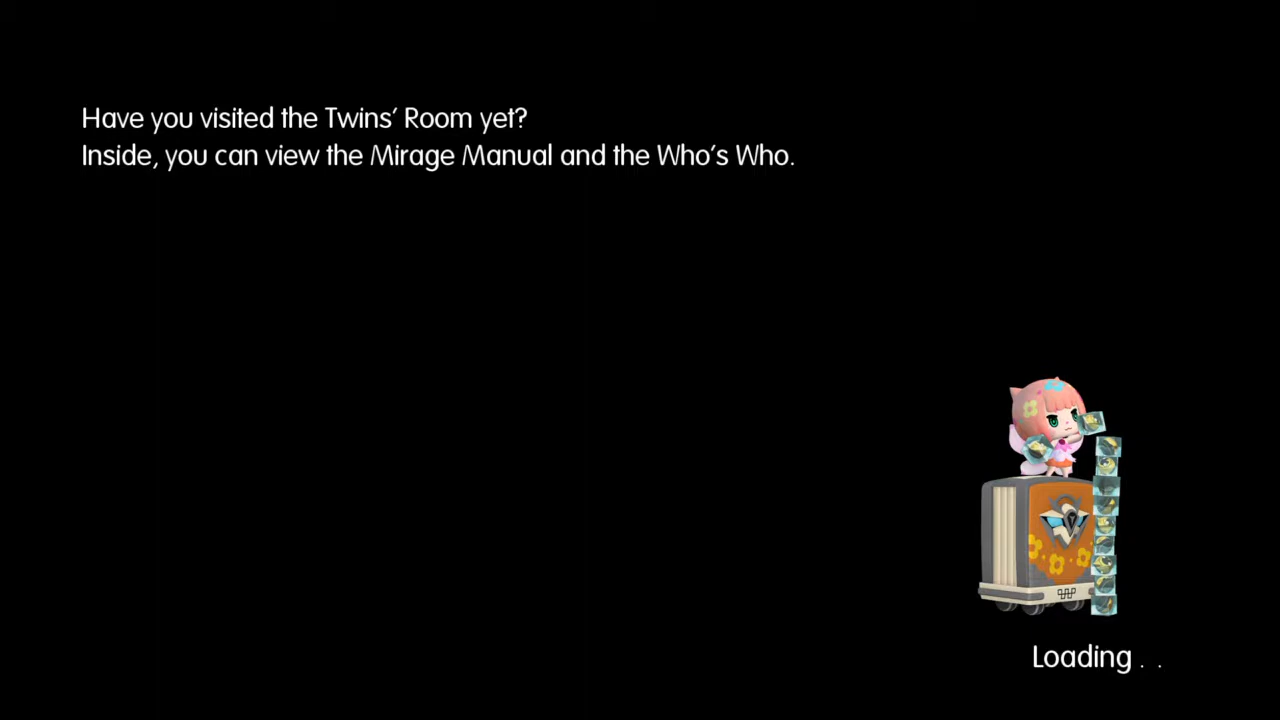 Have you visited the Twins' Room yet?
Inside, you can view the Mirage Manual and the Who's Who.
Loading . .